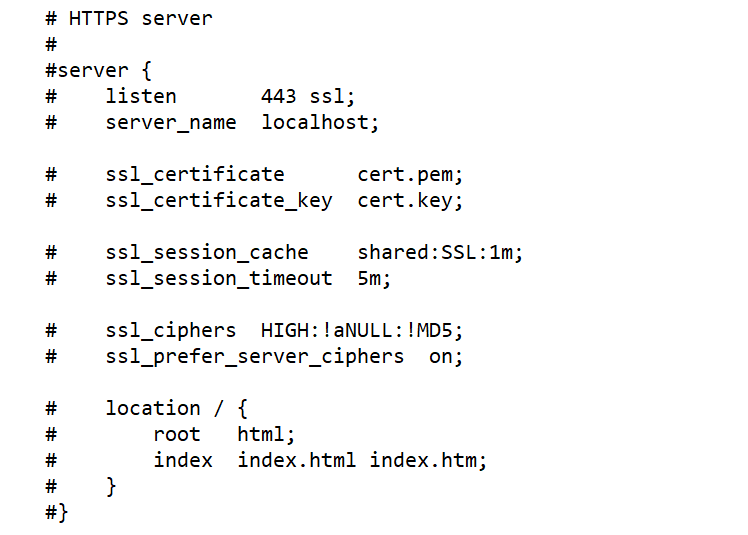 # HTTPS server
#
#server {
#    listen       443 ssl;
#    server_name  localhost;

#    ssl_certificate      cert.pem;
#    ssl_certificate_key  cert.key;

#    ssl_session_cache    shared:SSL:1m;
#    ssl_session_timeout  5m;

#    ssl_ciphers  HIGH:!aNULL:!MD5;
#    ssl_prefer_server_ciphers  on;

#    location / {
#        root   html;
#        index  index.html index.htm;
#    }
#}